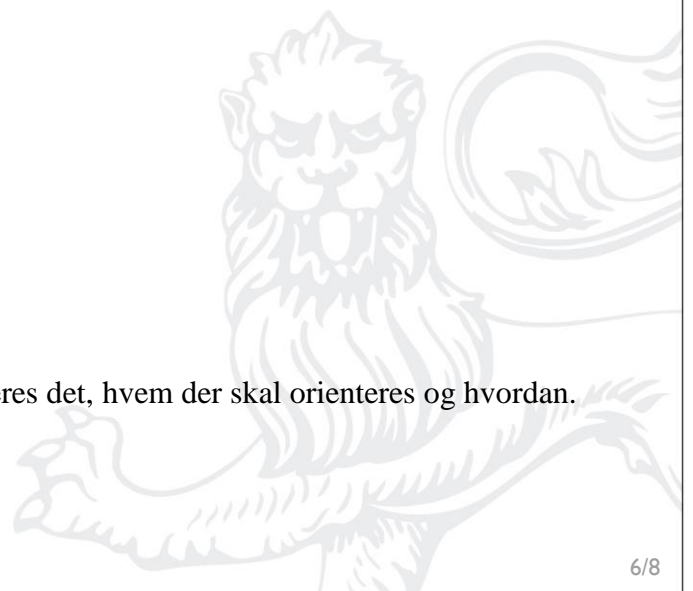 res det, hvem der skal orienteres og hvordan.
6/8